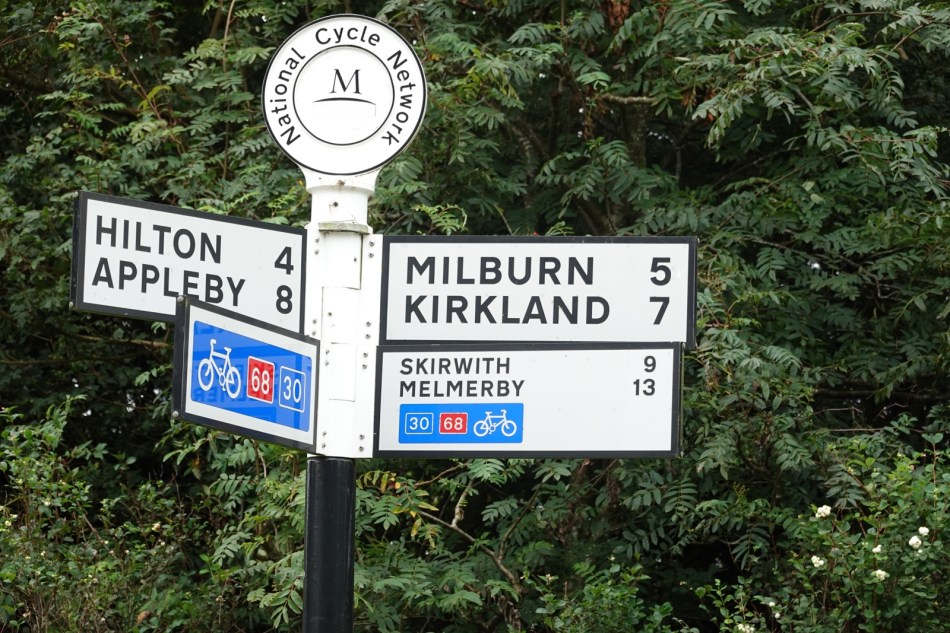 National Cycle Network
M
HILTON 4
APPLEBY 8
68 30
MILBURN 5
KIRKLAND 7
SKIRWITH 9
MELMERBY 13
30 68